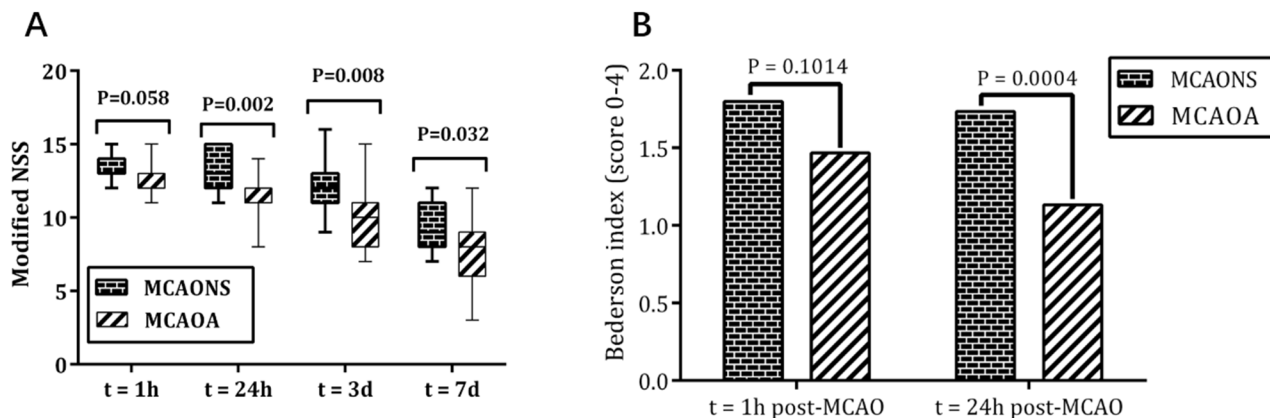 A
Modified NSS
20
15
10
5
0
P=0.058
P=0.002
P=0.008
P=0.032
MCAONS
MCAOA
t = 1h
t = 24h
t = 3d
t = 7d
B
Bederson index (score 0-4)
2.0
1.5
1.0
0.5
0.0
P = 0.1014
P = 0.0004
MCAONS
MCAOA
t = 1h post-MCAO
t = 24h post-MCAO